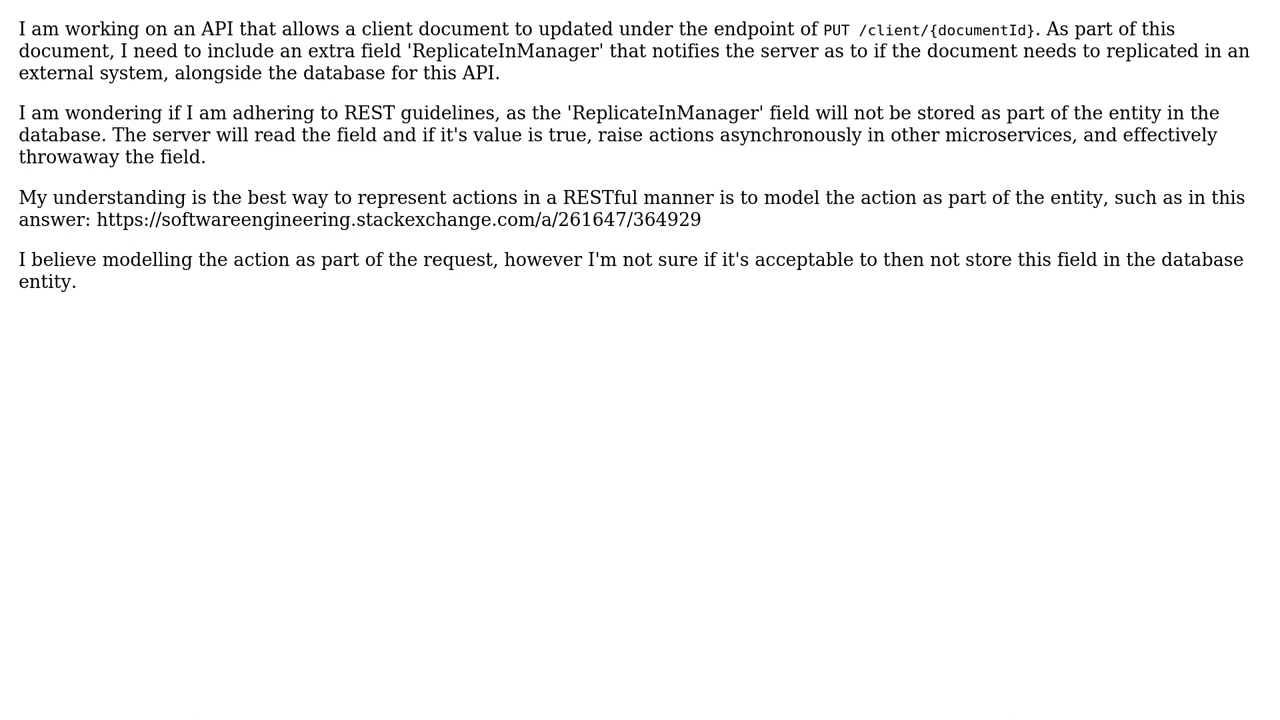 I am working on an API that allows a client document to updated under the endpoint of PUT /client/{documentId}. As part of this
document, I need to include an extra field 'ReplicateInManager' that notifies the server as to if the document needs to replicated in an
external system, alongside the database for this API.
I am wondering if I am adhering to REST guidelines, as the 'ReplicateInManager' field will not be stored as part of the entity in the
database. The server will read the field and if it's value is true, raise actions asynchronously in other microservices, and effectively
throwaway the field.
My understanding is the best way to represent actions in a RESTful manner is to model the action as part of the entity, such as in this
answer: https://softwareengineering.stackexchange.com/a/261647/364929
I believe modelling the action as part of the request, however I'm not sure if it's acceptable to then not store this field in the database
entity.